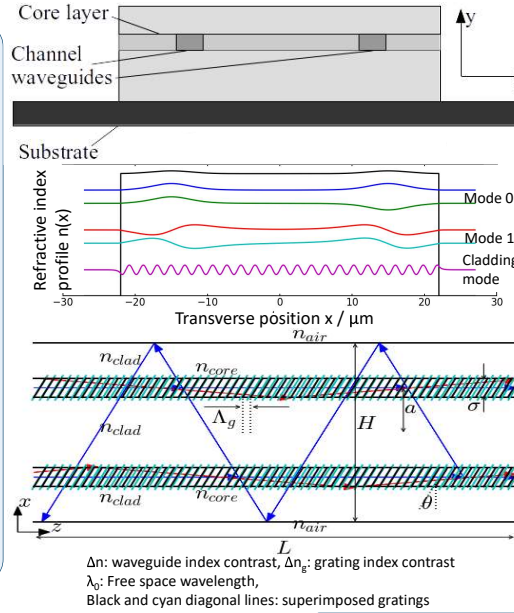 Core layer
y
Channel
waveguides
Substrate
Refractive index
profile n(x)
Mode 0
Mode 1
Cladding
mode
−30 −20 −10 0 10 20 30
Transverse position x / μm
n_air
n_clad
n_core
Λ_g
H
a
σ
n_clad
n_clad
n_core
θ
x
z
n_air
L
Δn: waveguide index contrast, Δn_g: grating index contrast
λ_0: Free space wavelength,
Black and cyan diagonal lines: superimposed gratings